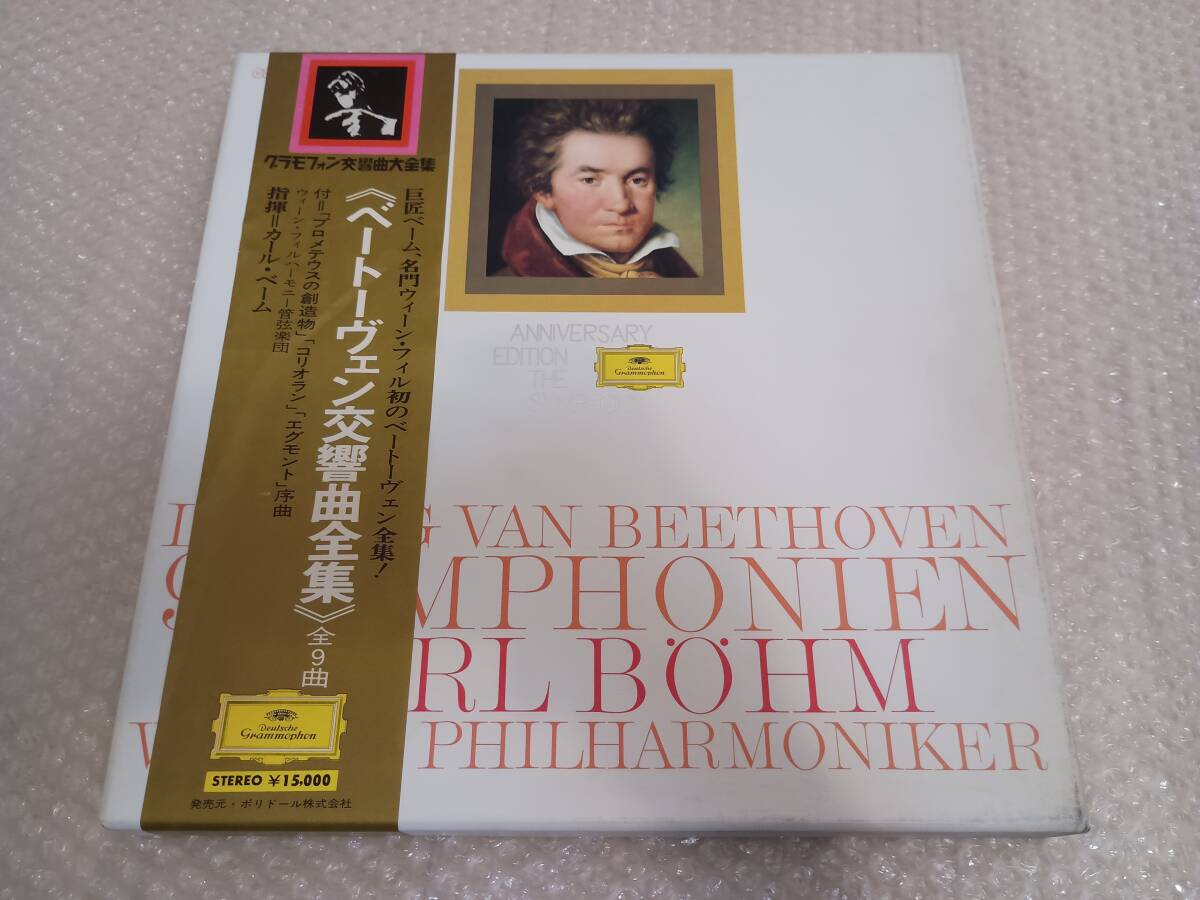 グラモフォン交響曲大全集
巨匠ベーム、名門ウィーン・フィル初のベートーヴェン全集!
《ベートーヴェン交響曲全集》全9曲
付=「プロメテウスの創造物」「コリオラン」「エグモント」序曲
ウィーン・フィルハーモニー管弦楽団
指揮=カール・ベーム
Deutsche
Grammophon
STEREO ¥15.000
発売元・ポリドール株式会社
ANNIVERSARY
EDITION
THE
Deutsche
Grammophon
VAN BEETHOVEN
MPHONIEN
RL BÖHM
PHILHARMONIKER